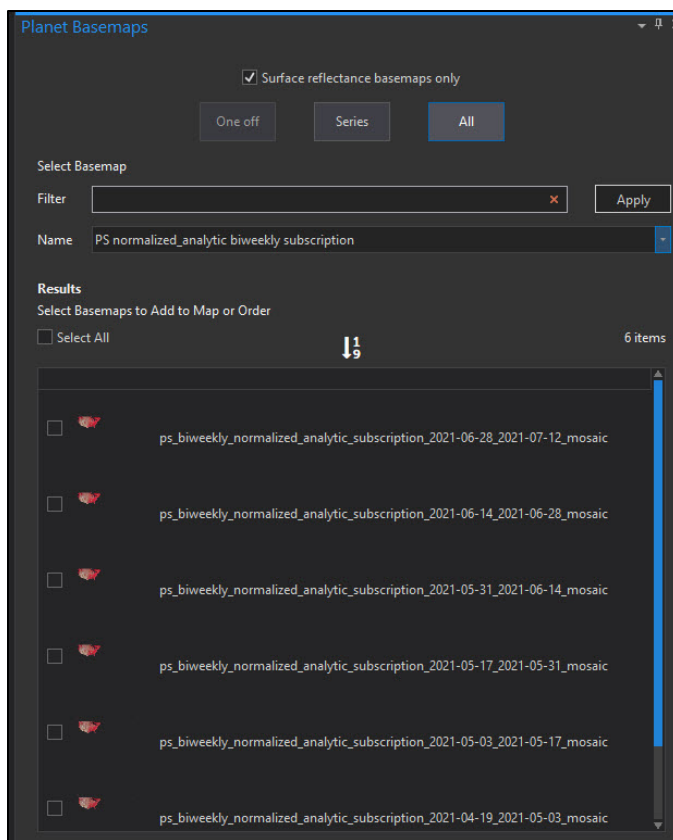 Planet Basemaps
Surface reflectance basemaps only
One off Series All
Select Basemap
Filter Apply
Name PS normalized_analytic biweekly subscription
Results
Select Basemaps to Add to Map or Order
Select All 6 items
1
9
ps_biweekly_normalized_analytic_subscription_2021-06-28_2021-07-12_mosaic
ps_biweekly_normalized_analytic_subscription_2021-06-14_2021-06-28_mosaic
ps_biweekly_normalized_analytic_subscription_2021-05-31_2021-06-14_mosaic
ps_biweekly_normalized_analytic_subscription_2021-05-17_2021-05-31_mosaic
ps_biweekly_normalized_analytic_subscription_2021-05-03_2021-05-17_mosaic
ps_biweekly_normalized_analytic_subscription_2021-04-19_2021-05-03_mosaic